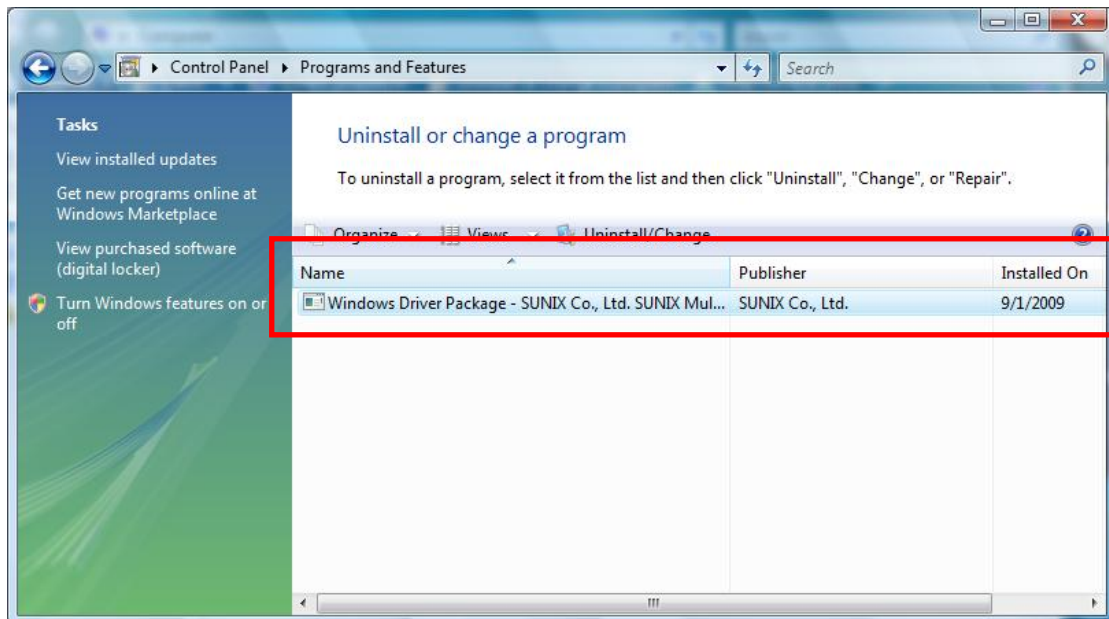 Control Panel Programs and Features
Search
Tasks
View installed updates
Get new programs online at
Windows Marketplace
View purchased software
(digital locker)
Turn Windows features on or
off
Uninstall or change a program
To uninstall a program, select it from the list and then click "Uninstall", "Change", or "Repair".
Organize Views Uninstall/Change
Name Publisher Installed On
Windows Driver Package - SUNIX Co., Ltd. SUNIX Mul... SUNIX Co., Ltd. 9/1/2009